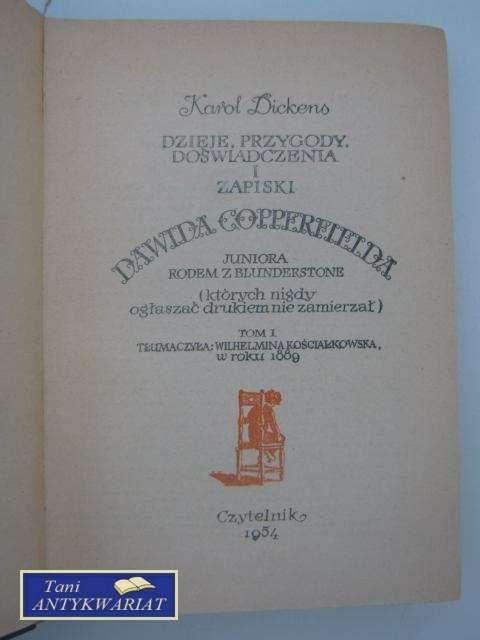 Karol Dickens
DZIEJE, PRZYGODY,
DOŚWIADCZENIA
I
ZAPISKI
DAWIDA COPPERFIELDA
JUNIORA
RODEM Z BLUNDERSTONE
(których nigdy
ogłaszać drukiem nie zamierzał)
TOM I.
TŁUMACZYŁA: WILHELMINA KOŚCIAŁKOWSKA,
w roku 1889
Czytelnik
1954
Tani
ANTYKWARIAT